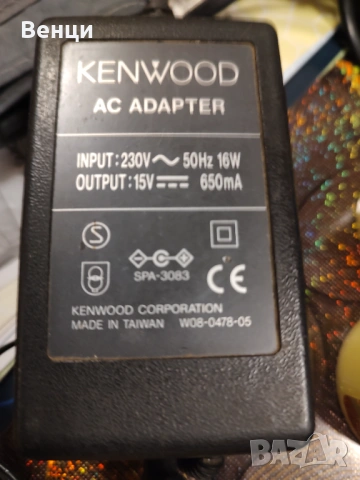 Венци
KENWOOD
AC ADAPTER
INPUT: 230V ~ 50Hz 16W
OUTPUT: 15V ⎓ 650mA
S
SPA-3083
CE
KENWOOD CORPORATION
MADE IN TAIWAN W08-0478-05
BAZAR